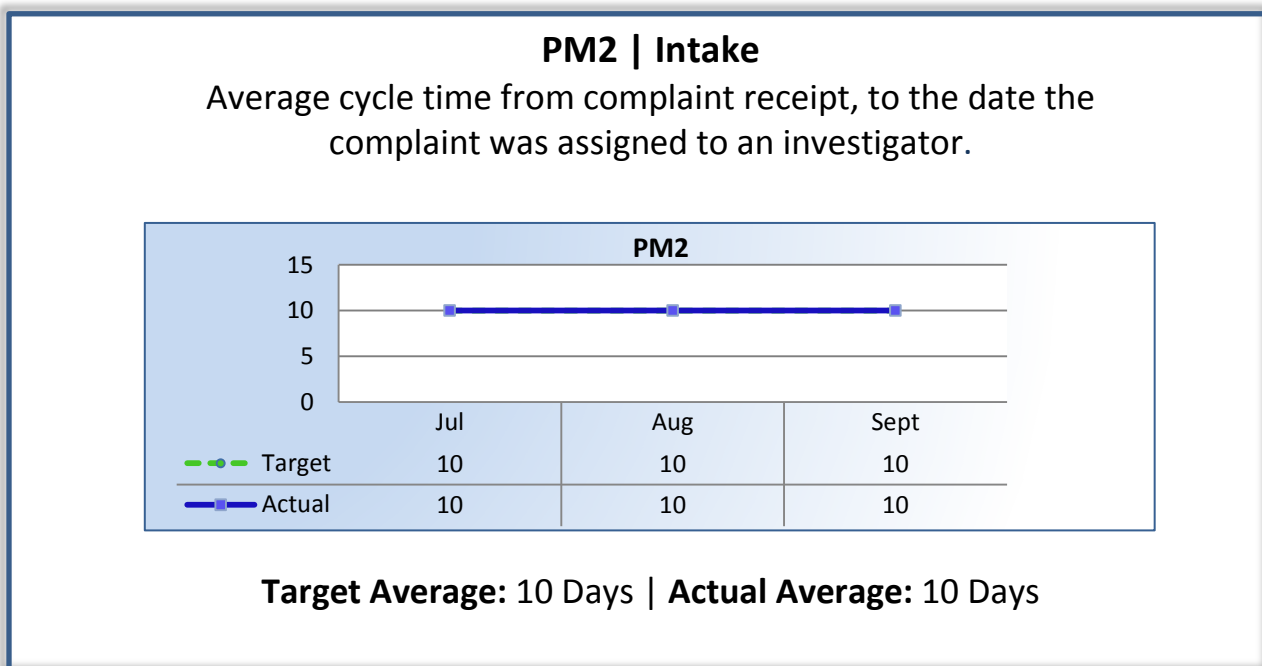 PM2 | Intake
Average cycle time from complaint receipt, to the date the
complaint was assigned to an investigator.
PM2
15
10
5
0
Jul Aug Sept
Target 10 10 10
Actual 10 10 10
Target Average: 10 Days | Actual Average: 10 Days